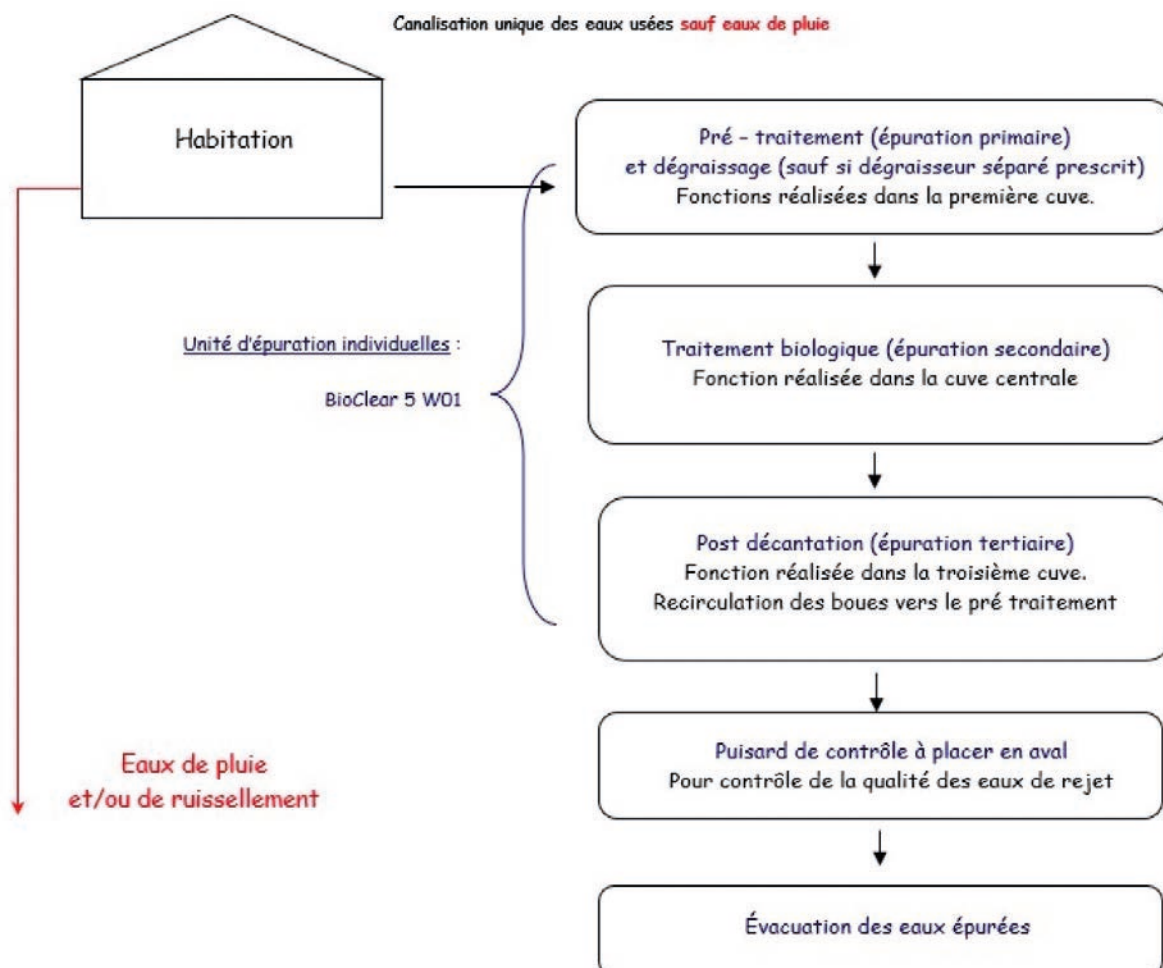 Canalisation unique des eaux usées sauf eaux de pluie
Habitation
Pré - traitement (épuration primaire)
et dégraissage (sauf si dégraisseur séparé prescrit)
Fonctions réalisées dans la première cuve.
Unité d'épuration individuelles :
BioClear 5 W01
Traitement biologique (épuration secondaire)
Fonction réalisée dans la cuve centrale
Post décantation (épuration tertiaire)
Fonction réalisée dans la troisième cuve.
Recirculation des boues vers le pré traitement
Eaux de pluie
et/ou de ruissellement
Puisard de contrôle à placer en aval
Pour contrôle de la qualité des eaux de rejet
Évacuation des eaux épurées